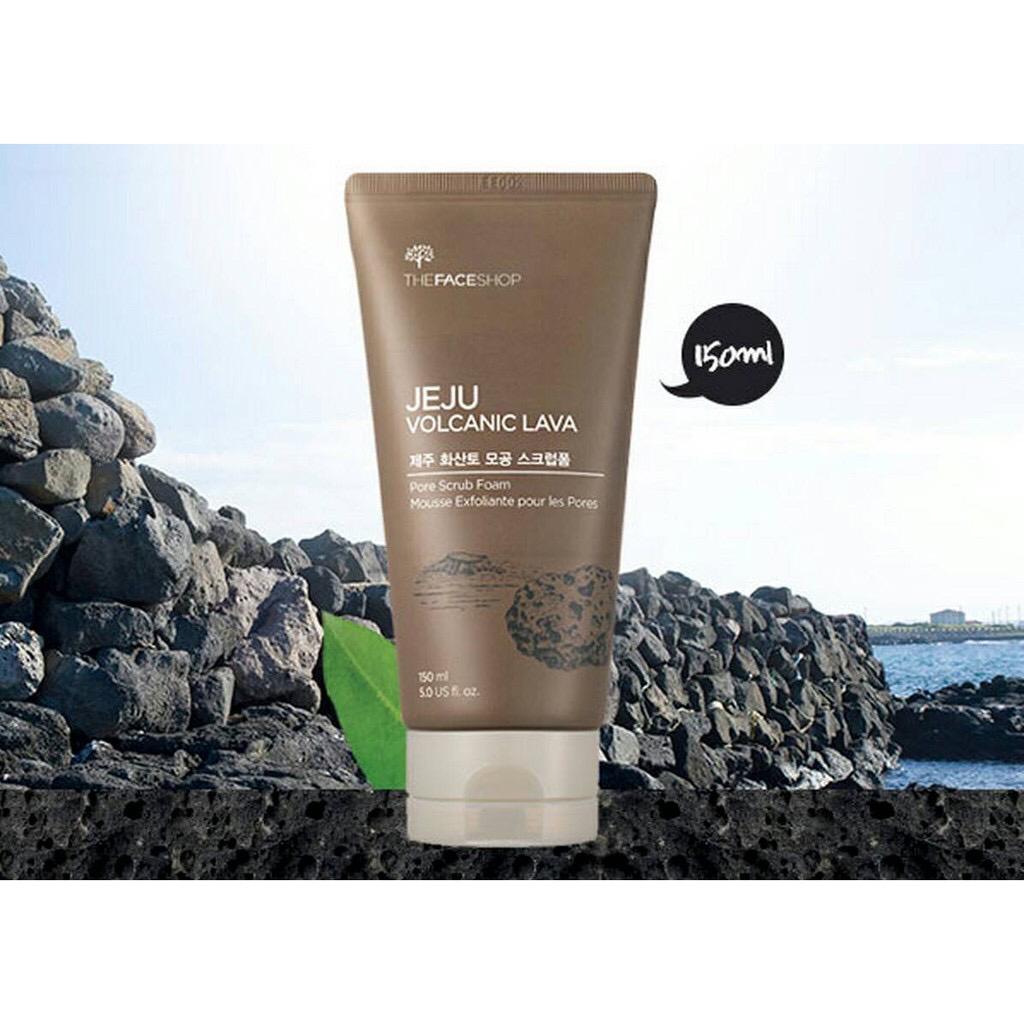 THEFACESHOP
JEJU
VOLCANIC LAVA
제주 화산토 모공 스크럽폼
Pore Scrub Foam
Mousse Exfoliante pour les Pores
150 ml
5.0 US fl. oz.
150ml